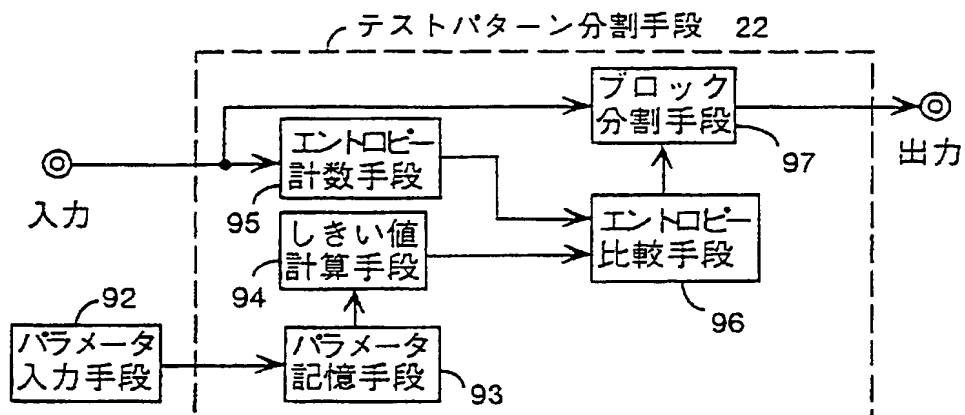 テストパターン分割手段 22
ブロック
分割手段
97
出力
エントロピー
計数手段
95
入力
しきい値
計算手段
94
エントロピー
比較手段
96
92
パラメータ
入力手段
パラメータ
記憶手段
93